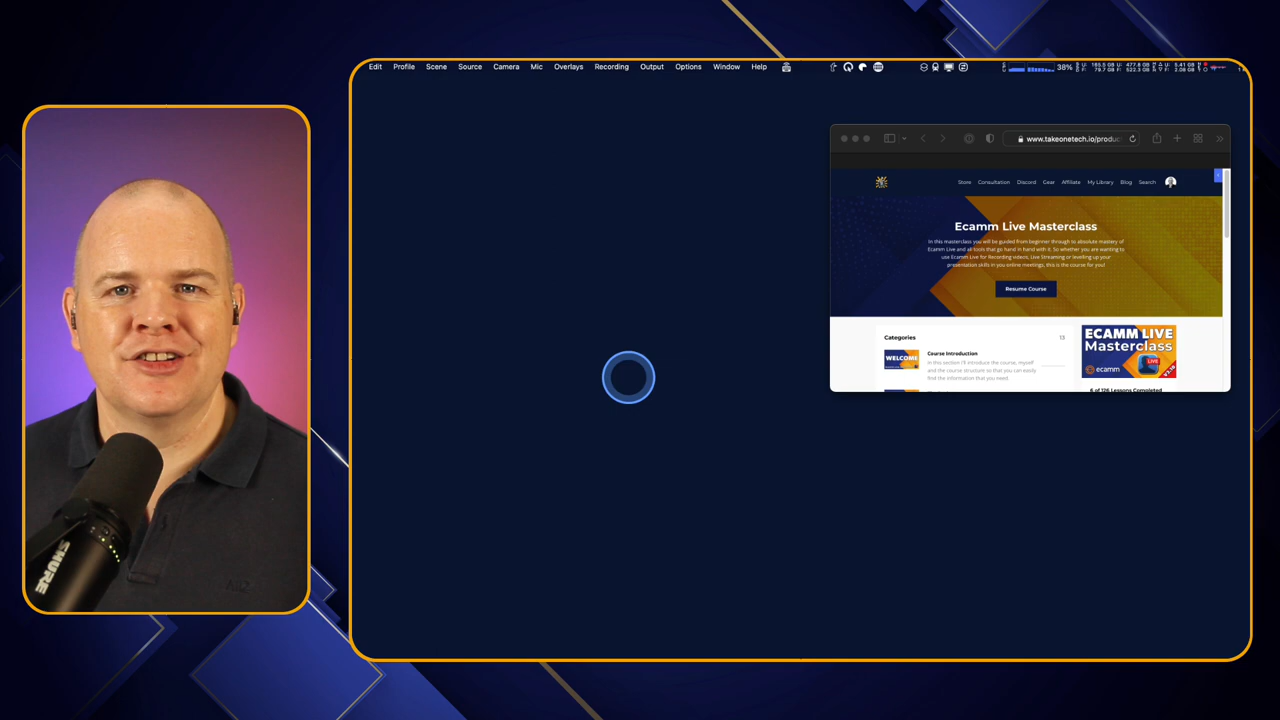 Edit Profile Scene Source Camera Mic Overlays Recording Output Options Window Help
38%
www.takeonetech.io/produc
Store Consultation Discord Gear Affiliate My Library Blog Search
Ecamm Live Masterclass
In this masterclass you will be guided from beginner through to absolute mastery of
Ecamm Live and all tools that go hand in hand with it. So whether you are wanting to
use Ecamm Live for Recording videos, Live Streaming or levelling up your
presentation skills in you online meetings, this is the course for you!
Resume Course
Categories 13
WELCOME
Course Introduction
In this section I'll introduce the course, myself
and the course structure so that you can easily
find the information that you need.
ECAMM LIVE
Masterclass
LIVE
ecamm
6 of 126 Lessons Completed
SHURE